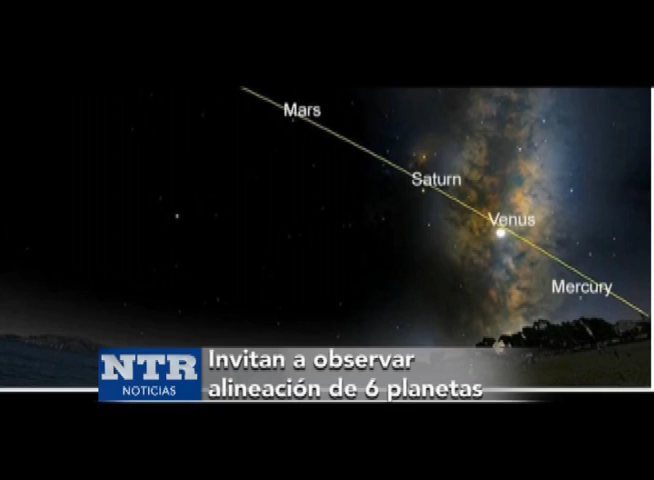 Mars
Saturn
Venus
Mercury
NTR
NOTICIAS
Invitan a observar
alineación de 6 planetas